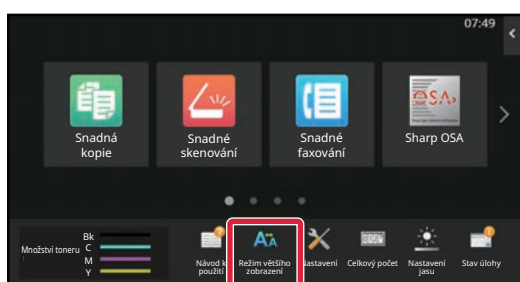 07:49
Snadná
kopie
Snadné
skenování
Snadné
faxování
OSA
Sharp OSA
Množství toneru
Bk
C
M
Y
Návod k
použití
Režim většího
zobrazení
Nastavení
Celkový počet
Nastavení
jasu
Stav úlohy